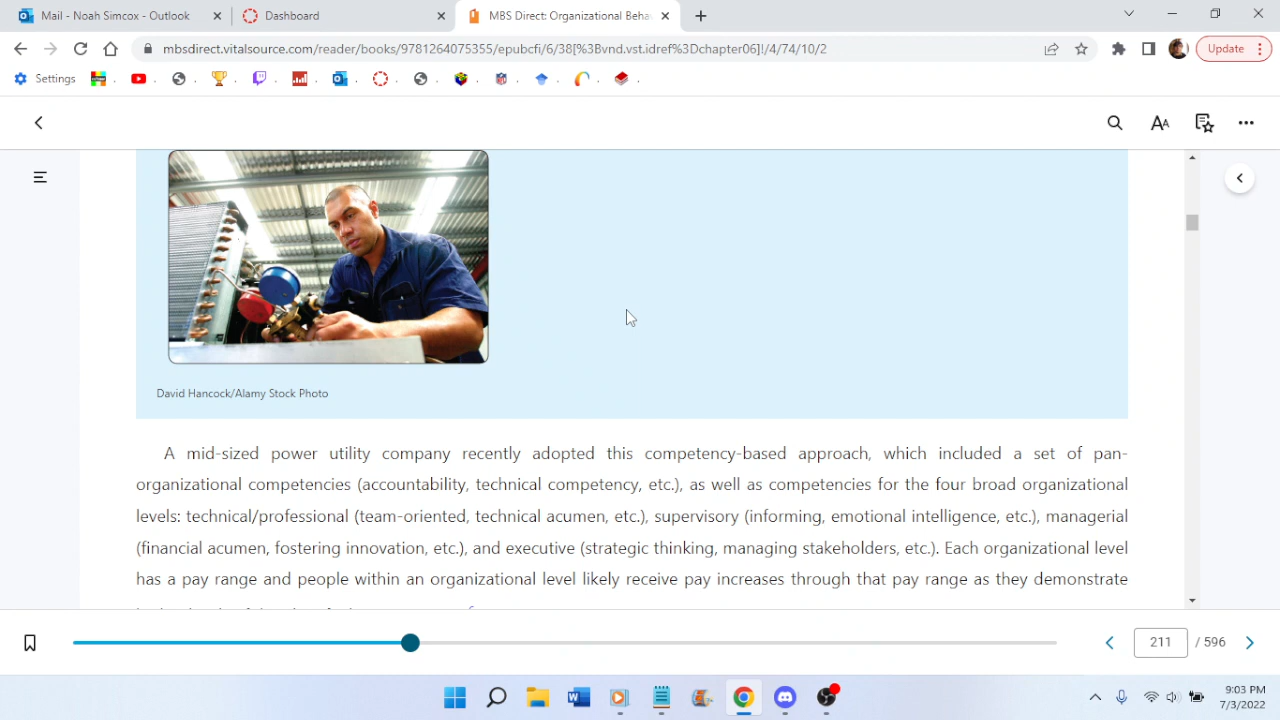 Mail - Noah Simcox - Outlook
Dashboard
MBS Direct: Organizational Beha
mbsdirect.vitalsource.com/reader/books/9781264075355/epubcfi/6/38[%3Bvnd.vst.idref%3Dchapter06]!/4/74/10/2
Update
Settings
David Hancock/Alamy Stock Photo
A mid-sized power utility company recently adopted this competency-based approach, which included a set of pan-
organizational competencies (accountability, technical competency, etc.), as well as competencies for the four broad organizational
levels: technical/professional (team-oriented, technical acumen, etc.), supervisory (informing, emotional intelligence, etc.), managerial
(financial acumen, fostering innovation, etc.), and executive (strategic thinking, managing stakeholders, etc.). Each organizational level
has a pay range and people within an organizational level likely receive pay increases through that pay range as they demonstrate
211 / 596
9:03 PM
7/3/2022